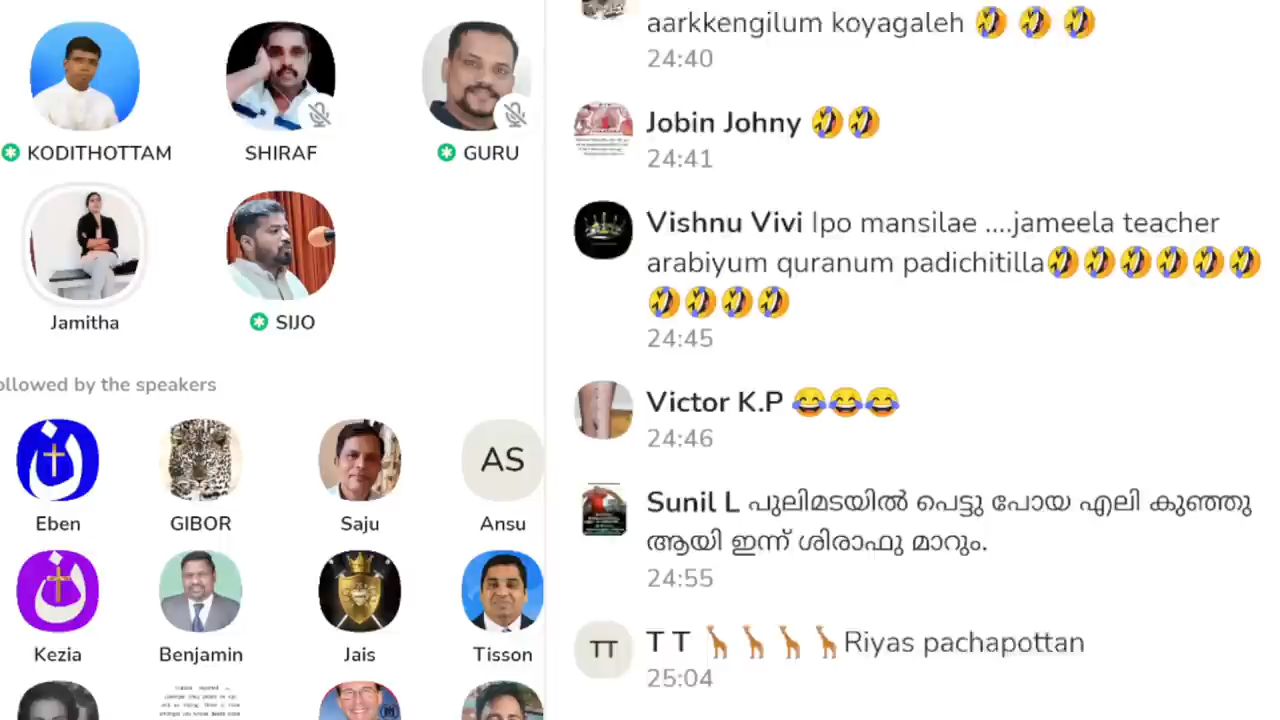 KODITHOTTAM
SHIRAF
GURU
Jamitha
SIJO
ollowed by the speakers
AS
Eben
GIBOR
Saju
Ansu
Kezia
Benjamin
Jais
Tisson
aarkkengilum koyagaleh 🤣 🤣 🤣
24:40
Jobin Johny 🤣🤣
24:41
Vishnu Vivi Ipo mansilae ....jameela teacher
arabiyum quranum padichitilla🤣🤣🤣🤣🤣🤣
🤣🤣🤣🤣
24:45
Victor K.P 😂😂😂
24:46
Sunil L പുലിമടയിൽ പെട്ടു പോയ എലി കുഞ്ഞു
ആയി ഇന്ന് ശിരാഫു മാറും.
24:55
TT
T T 🦒🦒🦒🦒Riyas pachapottan
25:04